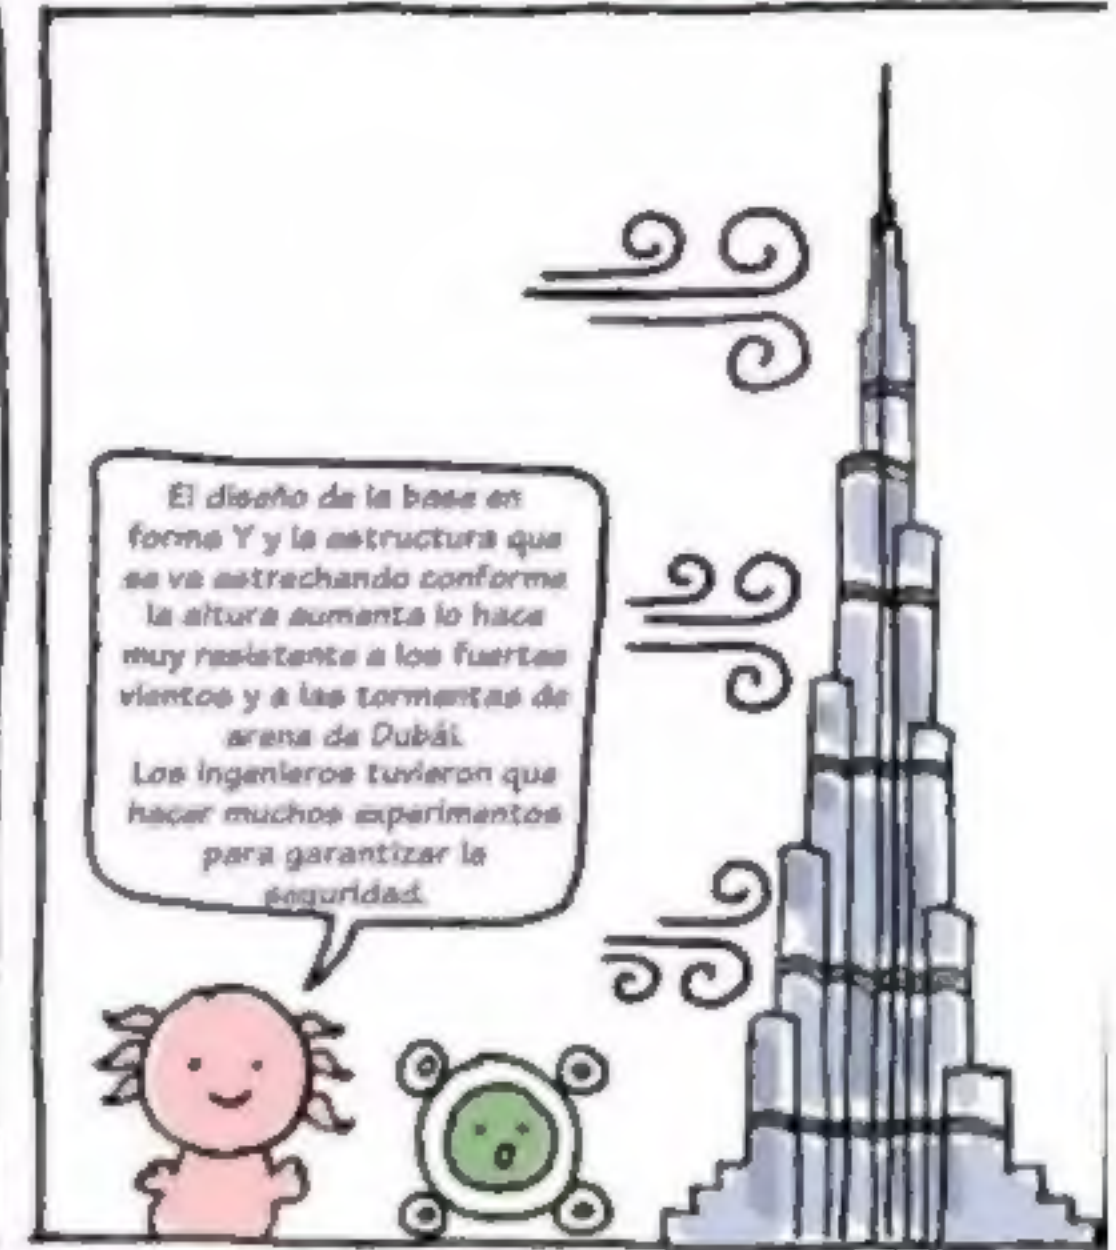 El diseño de la base en
forma Y y la estructura que
se va estrechando conforme
la altura aumenta lo hace
muy resistente a los fuertes
vientos y a las tormentas de
arena de Dubái.
Los ingenieros tuvieron que
hacer muchos experimentos
para garantizar la
seguridad.